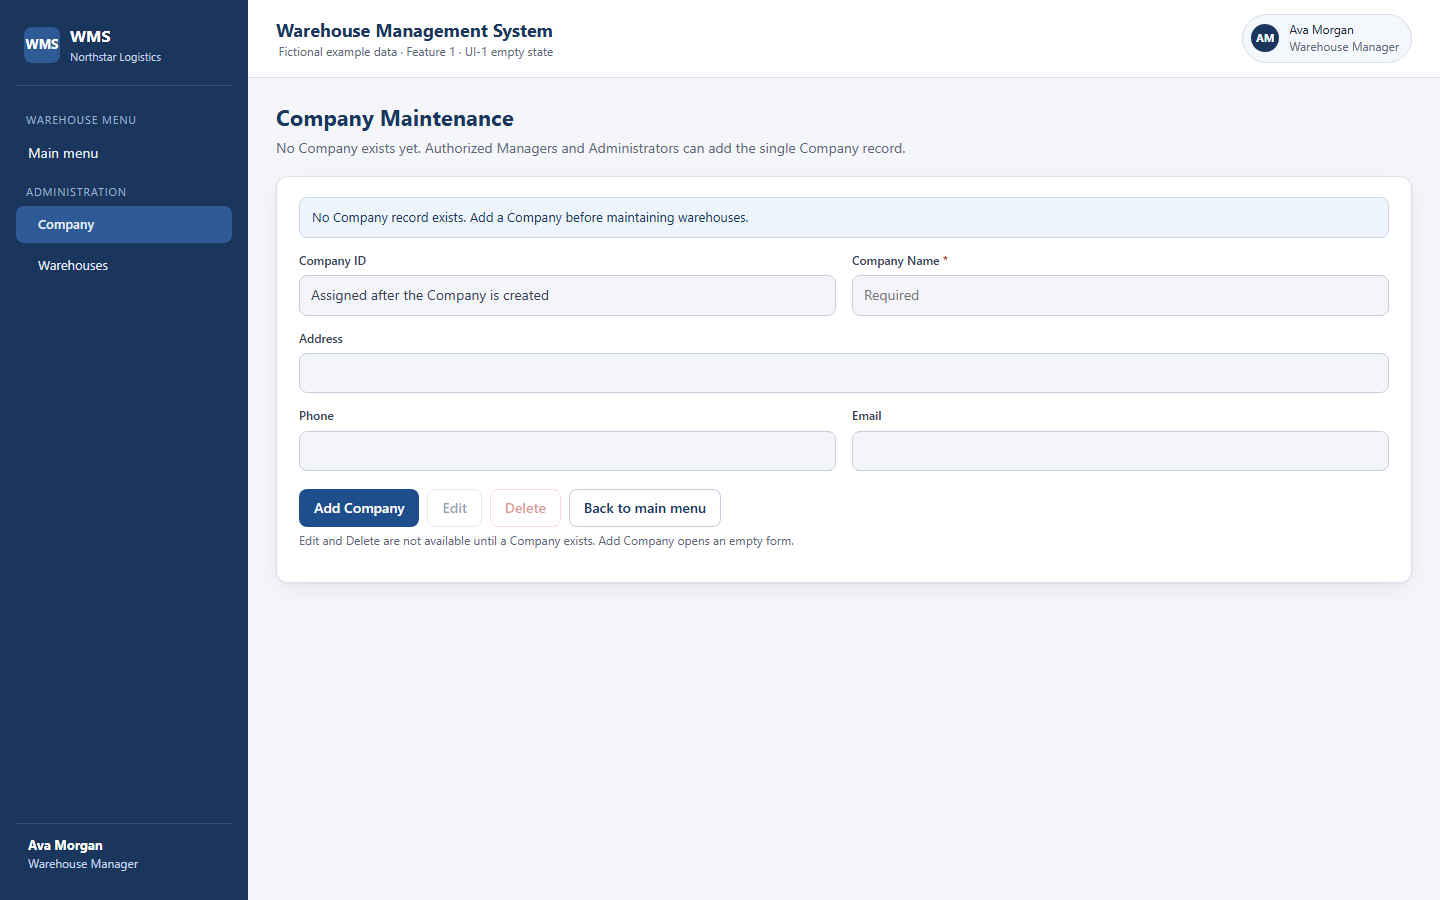 WMS
WMS
Northstar Logistics
WAREHOUSE MENU
Main menu
ADMINISTRATION
Company
Warehouses
Ava Morgan
Warehouse Manager
Warehouse Management System
Fictional example data · Feature 1 · UI-1 empty state
AM
Ava Morgan
Warehouse Manager
Company Maintenance
No Company exists yet. Authorized Managers and Administrators can add the single Company record.
No Company record exists. Add a Company before maintaining warehouses.
Company ID
Company Name *
Assigned after the Company is created
Required
Address
Phone
Email
Add Company
Edit
Delete
Back to main menu
Edit and Delete are not available until a Company exists. Add Company opens an empty form.